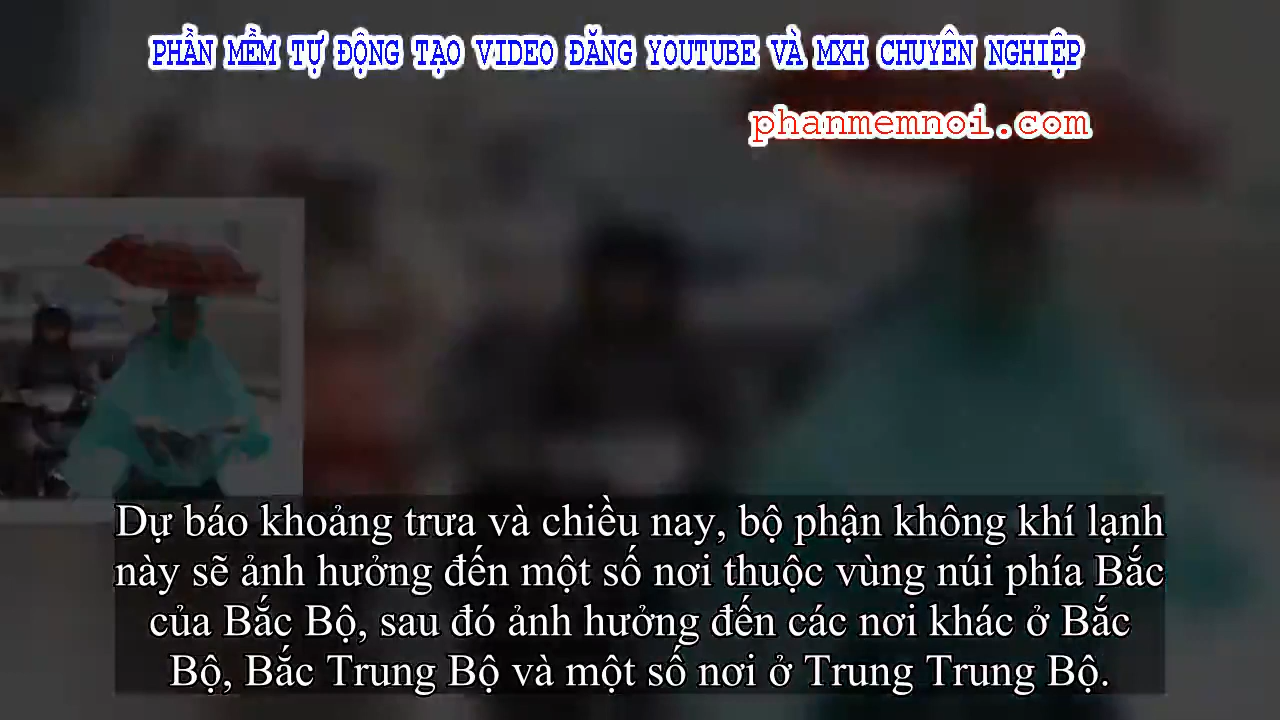 PHẦN MỀM TỰ ĐỘNG TẠO VIDEO ĐĂNG YOUTUBE VÀ MXH CHUYÊN NGHIỆP
phanmemnoi.com
Dự báo khoảng trưa và chiều nay, bộ phận không khí lạnh
này sẽ ảnh hưởng đến một số nơi thuộc vùng núi phía Bắc
của Bắc Bộ, sau đó ảnh hưởng đến các nơi khác ở Bắc
Bộ, Bắc Trung Bộ và một số nơi ở Trung Trung Bộ.